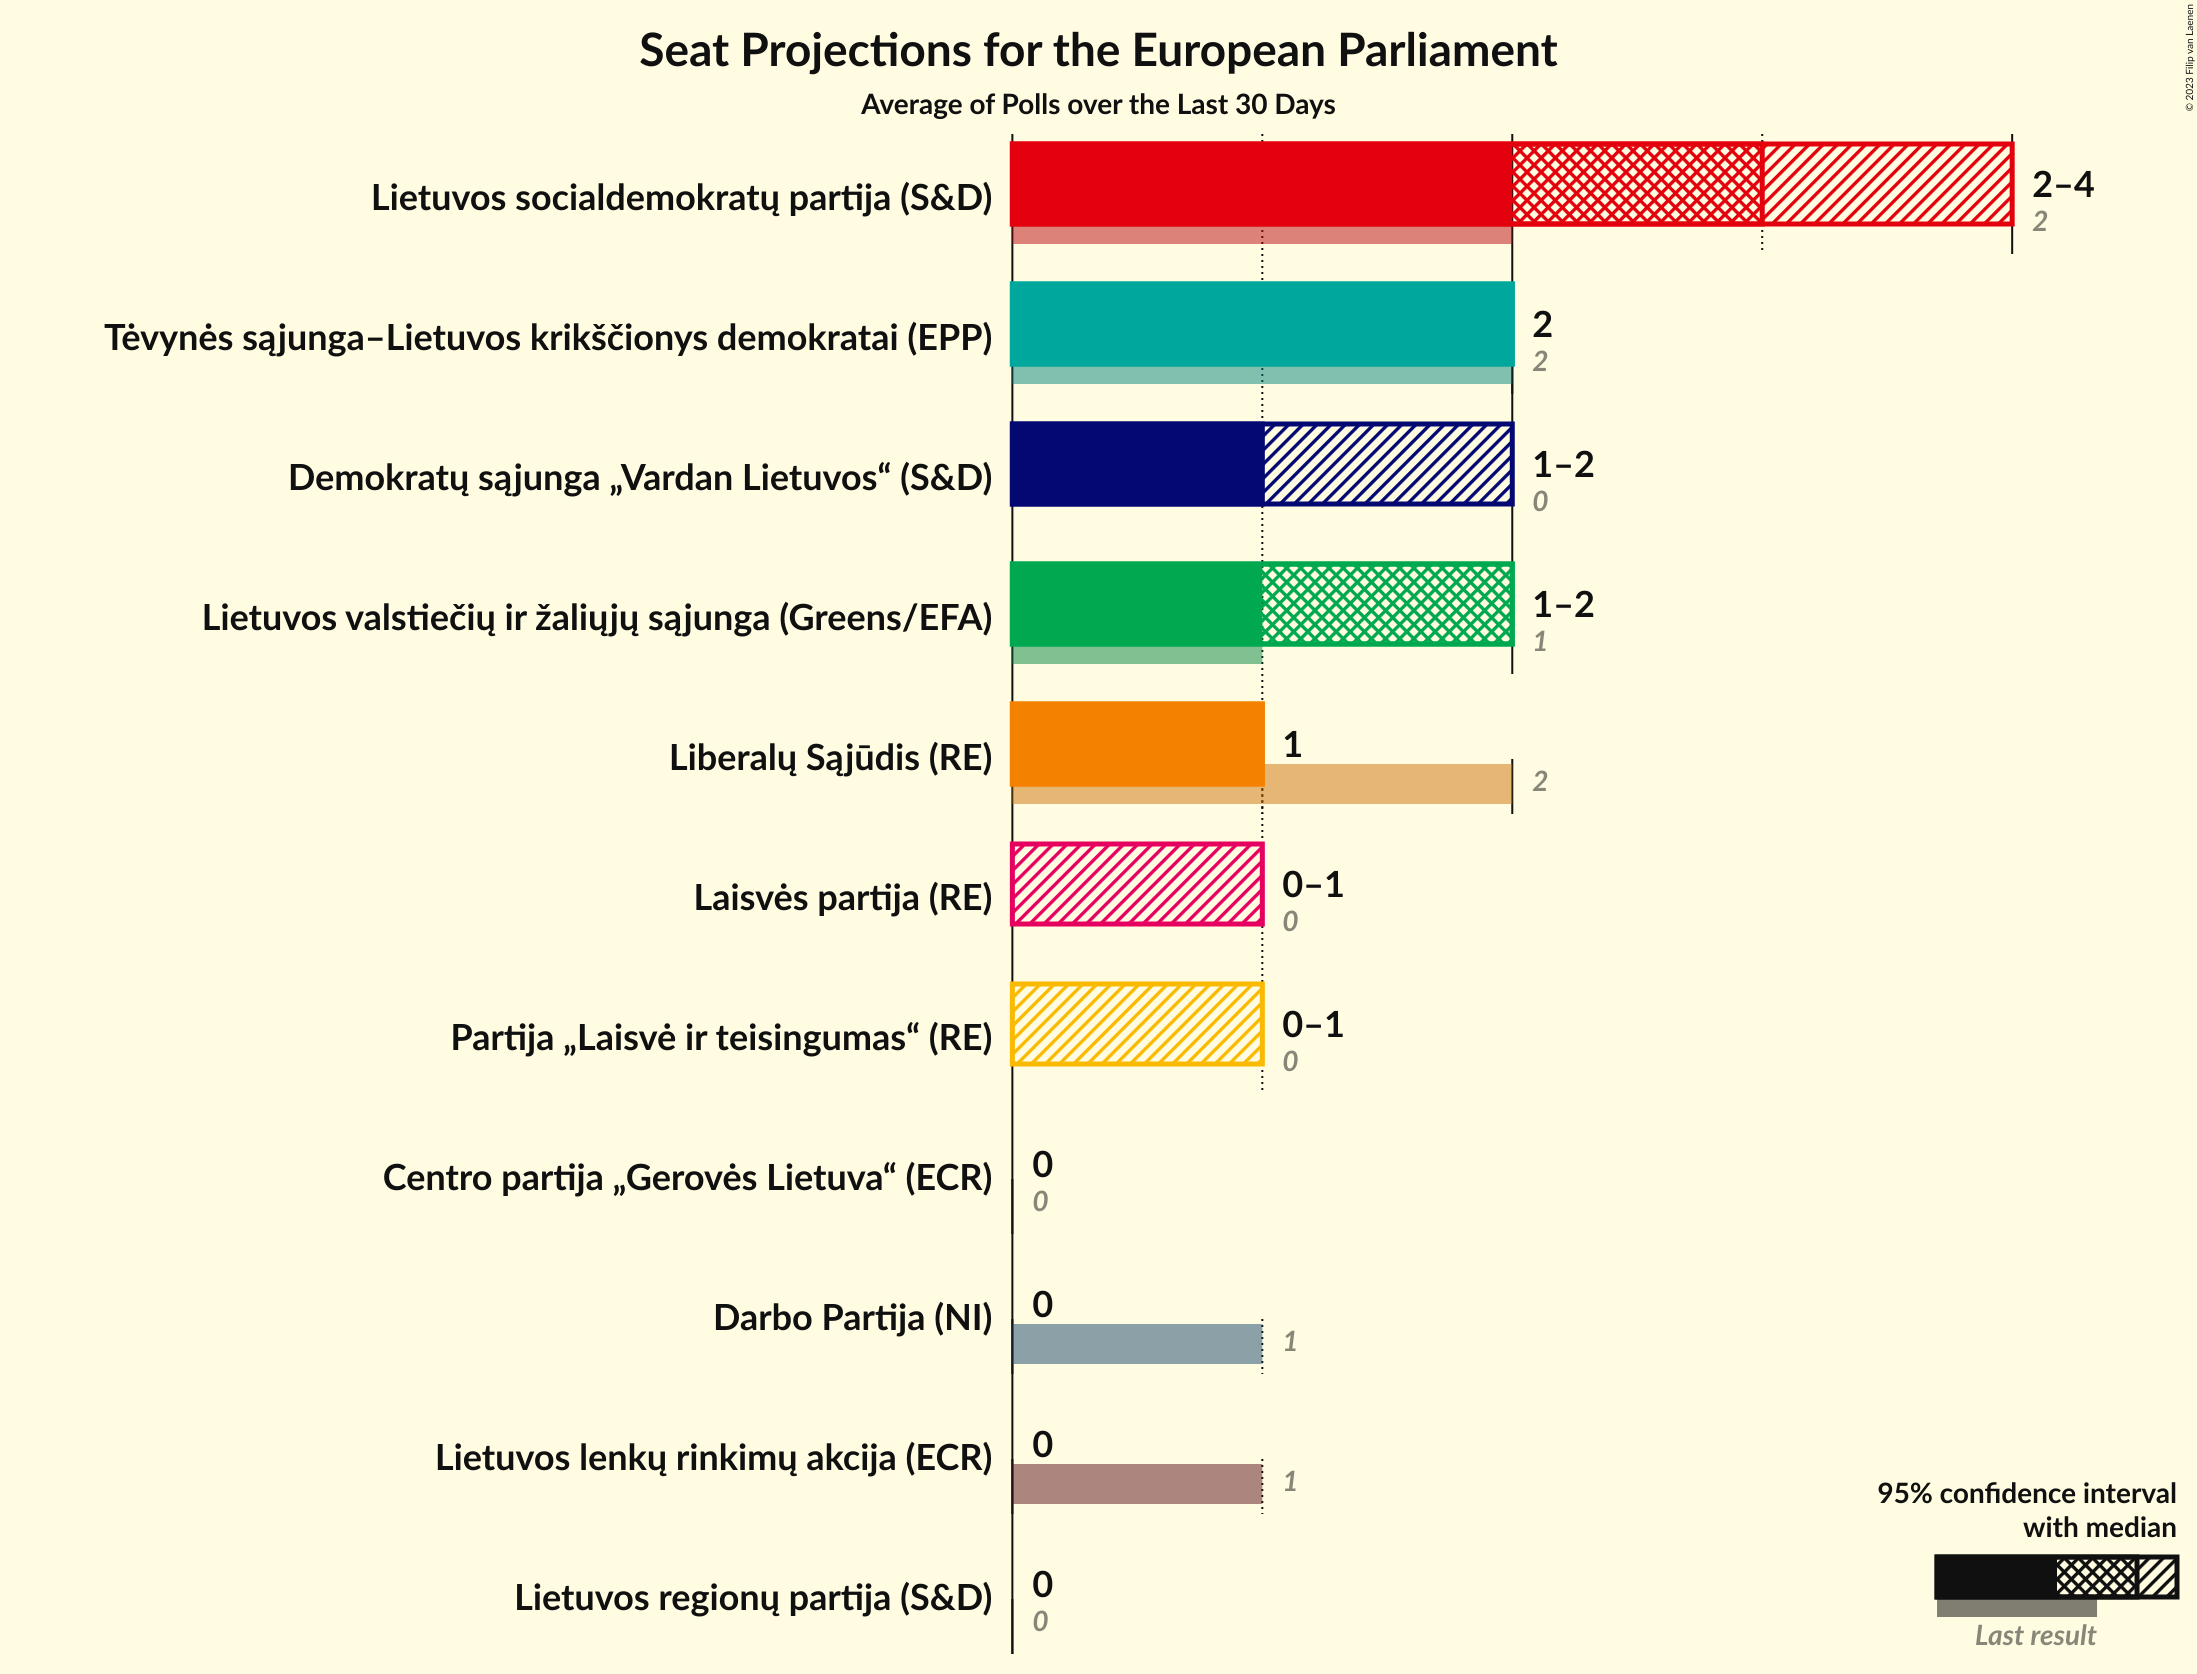 Seat Projections for the European Parliament
Average of Polls over the Last 30 Days
© 2023 Filip van Laenen
Lietuvos socialdemokratų partija (S&D)
2–4
2
Tėvynės sąjunga–Lietuvos krikščionys demokratai (EPP)
2
2
Demokratų sąjunga „Vardan Lietuvos“ (S&D)
1–2
0
Lietuvos valstiečių ir žaliųjų sąjunga (Greens/EFA)
1–2
1
Liberalų Sąjūdis (RE)
1
2
Laisvės partija (RE)
0–1
0
Partija „Laisvė ir teisingumas“ (RE)
0–1
0
Centro partija „Gerovės Lietuva“ (ECR)
0
0
Darbo Partija (NI)
0
1
Lietuvos lenkų rinkimų akcija (ECR)
0
1
Lietuvos regionų partija (S&D)
0
0
95% confidence interval
with median
Last result